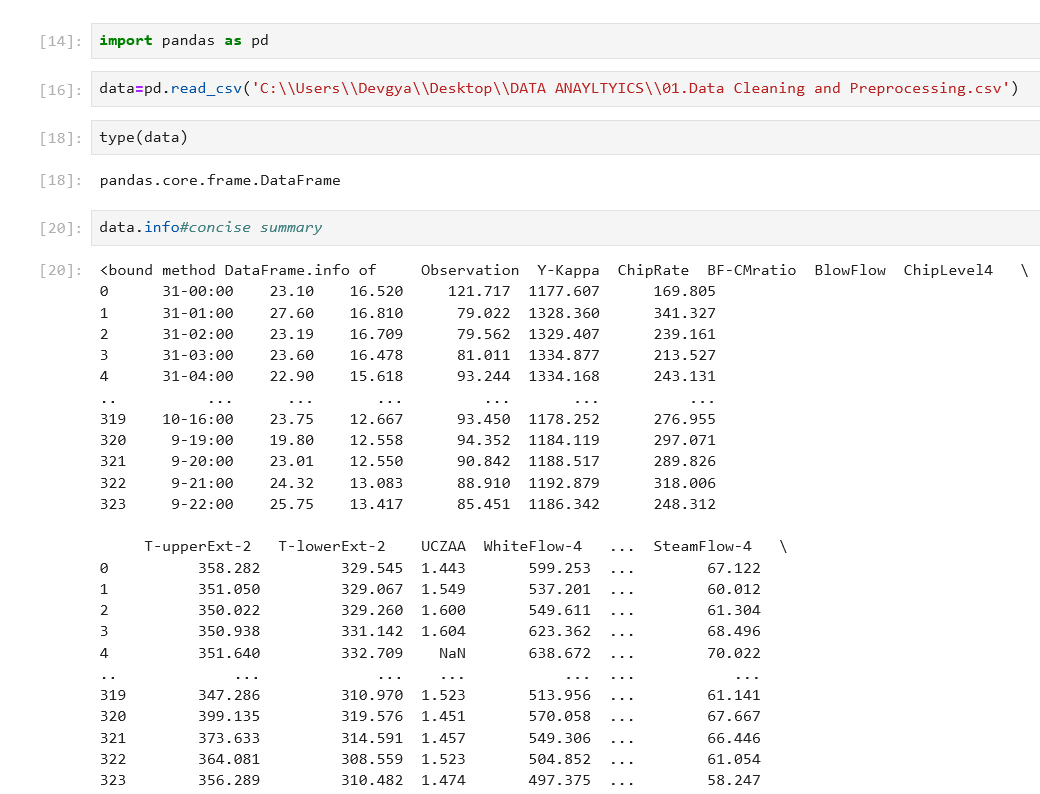 [14]: import pandas as pd
[16]: data=pd.read_csv('C:\\Users\\Devgya\\Desktop\\DATA ANAYLTYICS\\01.Data Cleaning and Preprocessing.csv')
[18]: type(data)
[18]: pandas.core.frame.DataFrame
[20]: data.info#concise summary
[20]: <bound method DataFrame.info of     Observation  Y-Kappa  ChipRate  BF-CMratio  BlowFlow  ChipLevel4   \
0      31-00:00    23.10    16.520     121.717  1177.607      169.805
1      31-01:00    27.60    16.810      79.022  1328.360      341.327
2      31-02:00    23.19    16.709      79.562  1329.407      239.161
3      31-03:00    23.60    16.478      81.011  1334.877      213.527
4      31-04:00    22.90    15.618      93.244  1334.168      243.131
..          ...      ...       ...         ...       ...          ...
319    10-16:00    23.75    12.667      93.450  1178.252      276.955
320     9-19:00    19.80    12.558      94.352  1184.119      297.071
321     9-20:00    23.01    12.550      90.842  1188.517      289.826
322     9-21:00    24.32    13.083      88.910  1192.879      318.006
323     9-22:00    25.75    13.417      85.451  1186.342      248.312
     T-upperExt-2   T-lowerExt-2    UCZAA  WhiteFlow-4   ...  SteamFlow-4   \
0          358.282         329.545  1.443       599.253  ...        67.122
1          351.050         329.067  1.549       537.201  ...        60.012
2          350.022         329.260  1.600       549.611  ...        61.304
3          350.938         331.142  1.604       623.362  ...        68.496
4          351.640         332.709    NaN       638.672  ...        70.022
..             ...             ...    ...           ...  ...           ...
319        347.286         310.970  1.523       513.956  ...        61.141
320        399.135         319.576  1.451       570.058  ...        67.667
321        373.633         314.591  1.457       549.306  ...        66.446
322        364.081         308.559  1.523       504.852  ...        61.054
323        356.289         310.482  1.474       497.375  ...        58.247